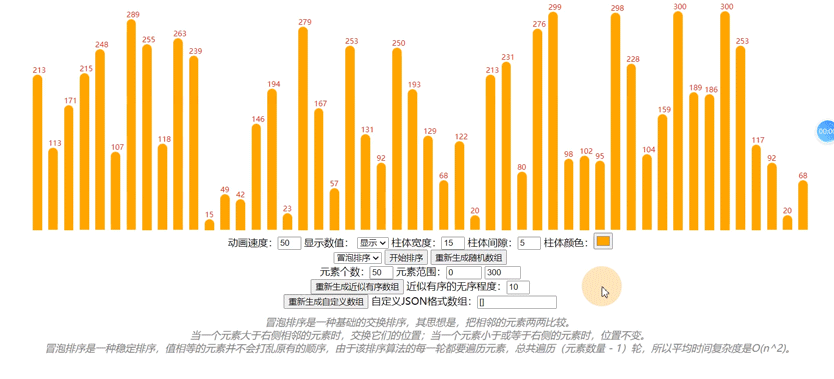 213 113 171 215 248 107 289 255 118 263 239 15 49 42 146 194 23 279 167 57 253 131 92 250 193 129 68 122 20 213 231 80 276 299 98 102 95 298 228 104 159 300 189 186 300 253 117 92 20 68
动画速度: 50 显示数值: 显示 柱体宽度: 15 柱体间隙: 5 柱体颜色:
冒泡排序 开始排序 重新生成随机数组
元素个数: 50 元素范围: 0 300
重新生成近似有序数组 近似有序的无序程度: 10
重新生成自定义数组 自定义JSON格式数组: []
冒泡排序是一种基础的交换排序，其思想是，把相邻的元素两两比较。
当一个元素大于右侧相邻的元素时，交换它们的位置；当一个元素小于或等于右侧的元素时，位置不变。
冒泡排序是一种稳定排序，值相等的元素并不会打乱原有的顺序，由于该排序算法的每一轮都要遍历元素，总共遍历（元素数量 - 1）轮，所以平均时间复杂度是O(n^2)。